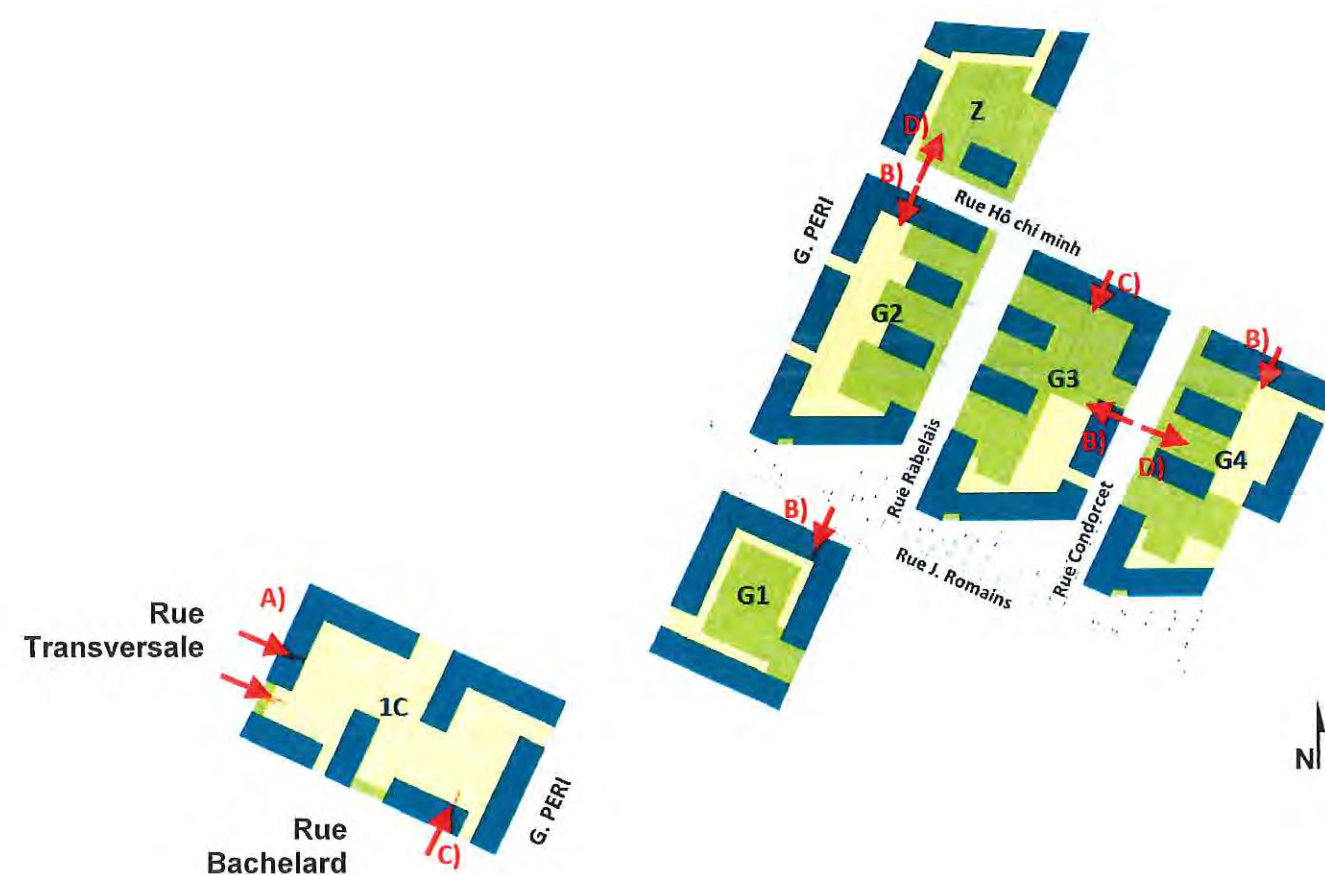 Z
D)
B)
Rue Hô chi minh
G. PERI
C)
B)
G2
G3
B)
D)
G4
Rue Rabelais
Rue Condorcet
B)
Rue J. Romains
G1
A)
Rue
Transversale
1C
G. PERI
Rue
Bachelard
C)
N